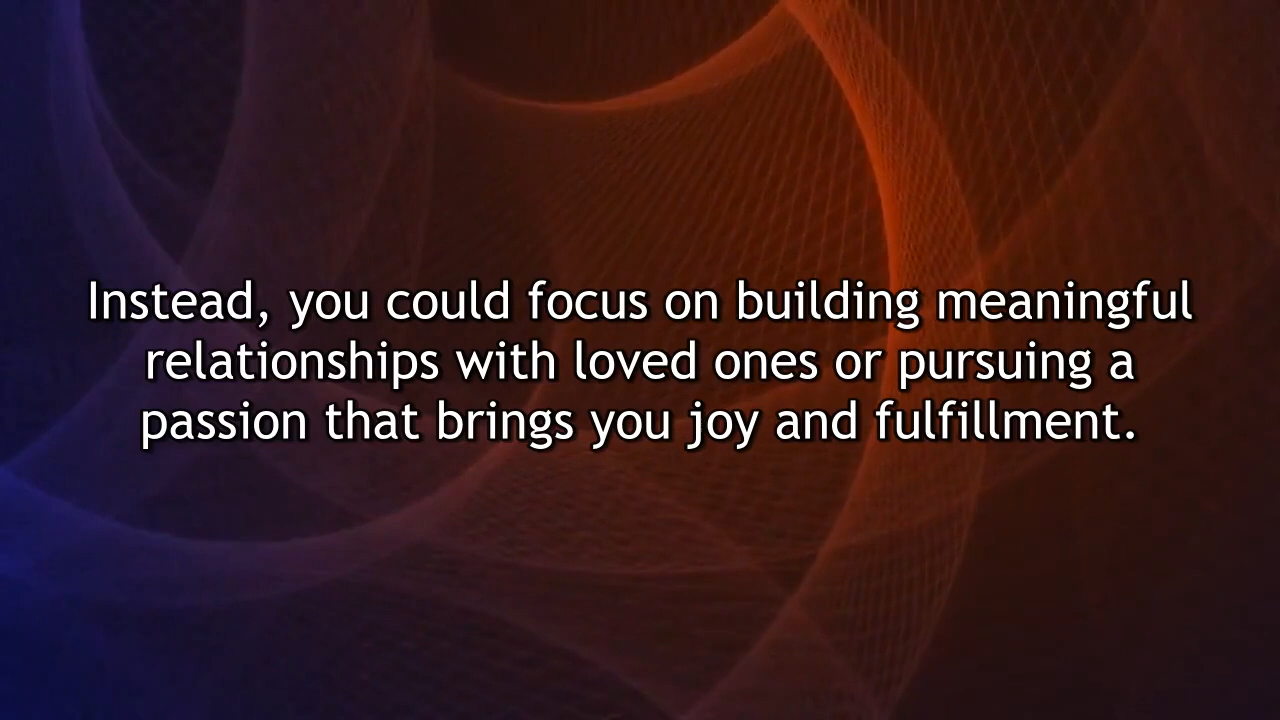 Instead, you could focus on building meaningful
relationships with loved ones or pursuing a
passion that brings you joy and fulfillment.